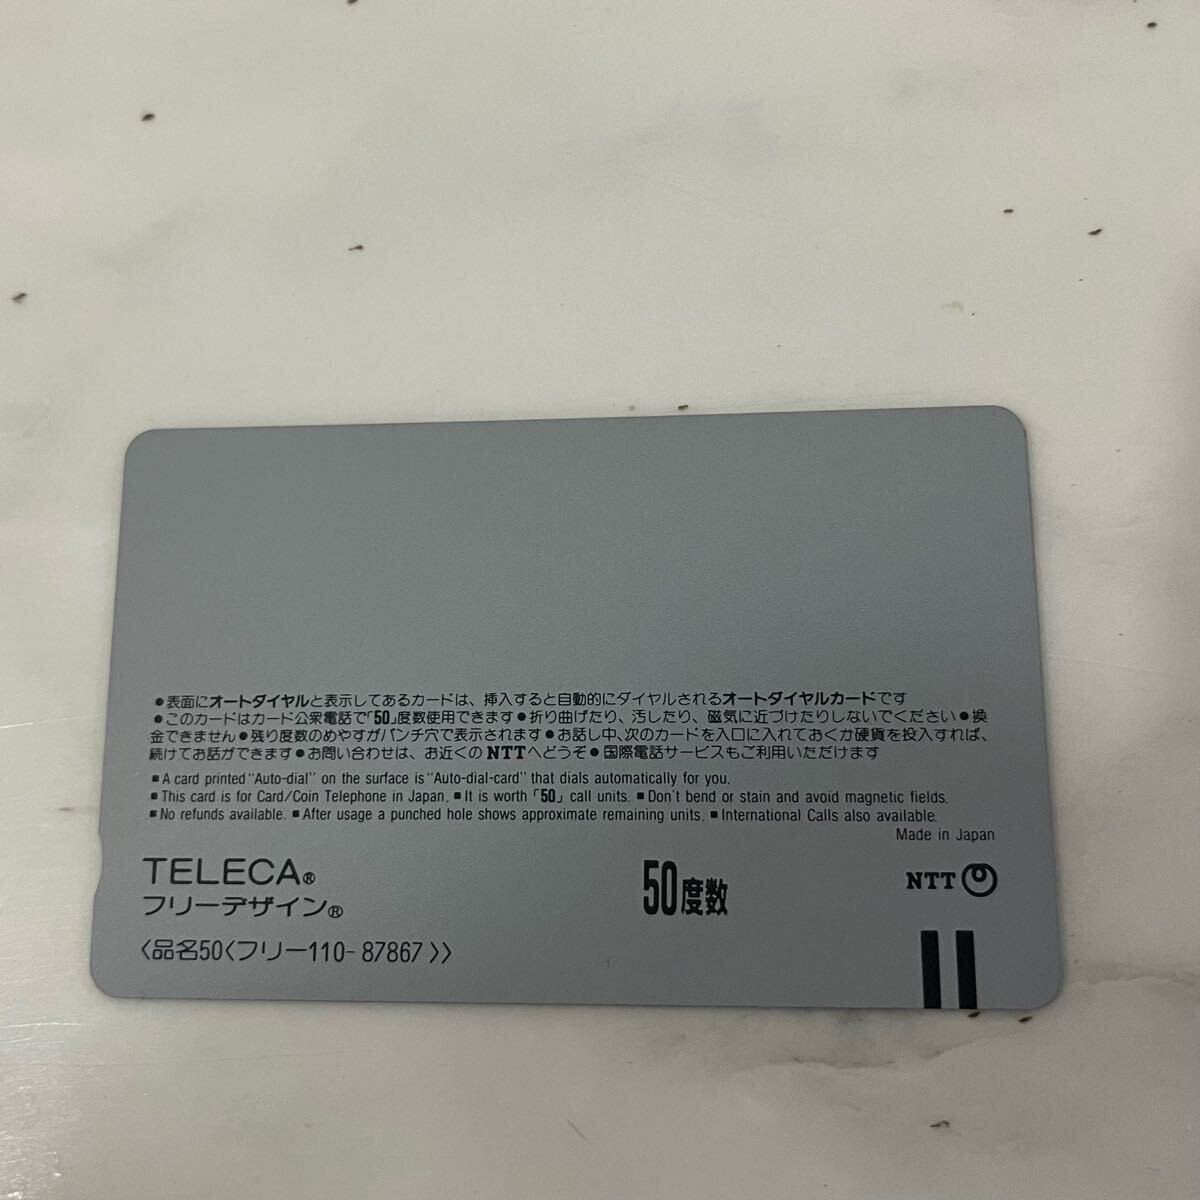 ●表面にオートダイヤルと表示してあるカードは、挿入すると自動的にダイヤルされるオートダイヤルカードです
●このカードはカード公衆電話で「50」度数使用できます●折り曲げたり、汚したり、磁気に近づけたりしないでください●換
金できません●残り度数のめやすがパンチ穴で表示されます●お話し中、次のカードを入口に入れておくか硬貨を投入すれば、
続けてお話ができます●お問い合わせは、お近くのNTTへどうぞ●国際電話サービスもご利用いただけます
■A card printed "Auto-dial" on the surface is "Auto-dial-card" that dials automatically for you.
■This card is for Card/Coin Telephone in Japan. ■It is worth「50」call units. ■Don't bend or stain and avoid magnetic fields.
■No refunds available. ■After usage a punched hole shows approximate remaining units. ■International Calls also available.
Made in Japan
TELECA®
フリーデザイン®
50度数
NTT
〈品名50〈フリー110-87867〉〉